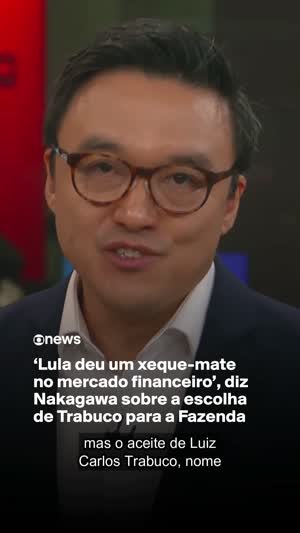 news
‘Lula deu um xeque-mate
no mercado financeiro’, diz
Nakagawa sobre a escolha
de Trabuco para a Fazenda
mas o aceite de Luiz
Carlos Trabuco, nome